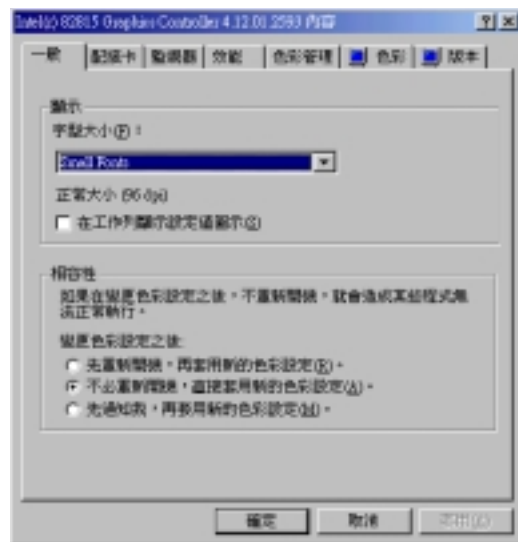 Intel(r) 82815 Graphics Controller 4.12.01.2593 內容
一般
配接卡
監視器
效能
色彩管理
色彩
版本
顯示
字型大小(F)：
Small Fonts
正常大小 (96 dpi)
在工作列顯示設定值圖示(S)
相容性
如果在變更色彩設定之後，不重新開機，就會造成某些程式無
法正常執行。
變更色彩設定之後:
先重新開機，再套用新的色彩設定(R)。
不必重新開機，直接套用新的色彩設定(A)。
先通知我，再套用新的色彩設定(M)。
確定
取消
套用(A)